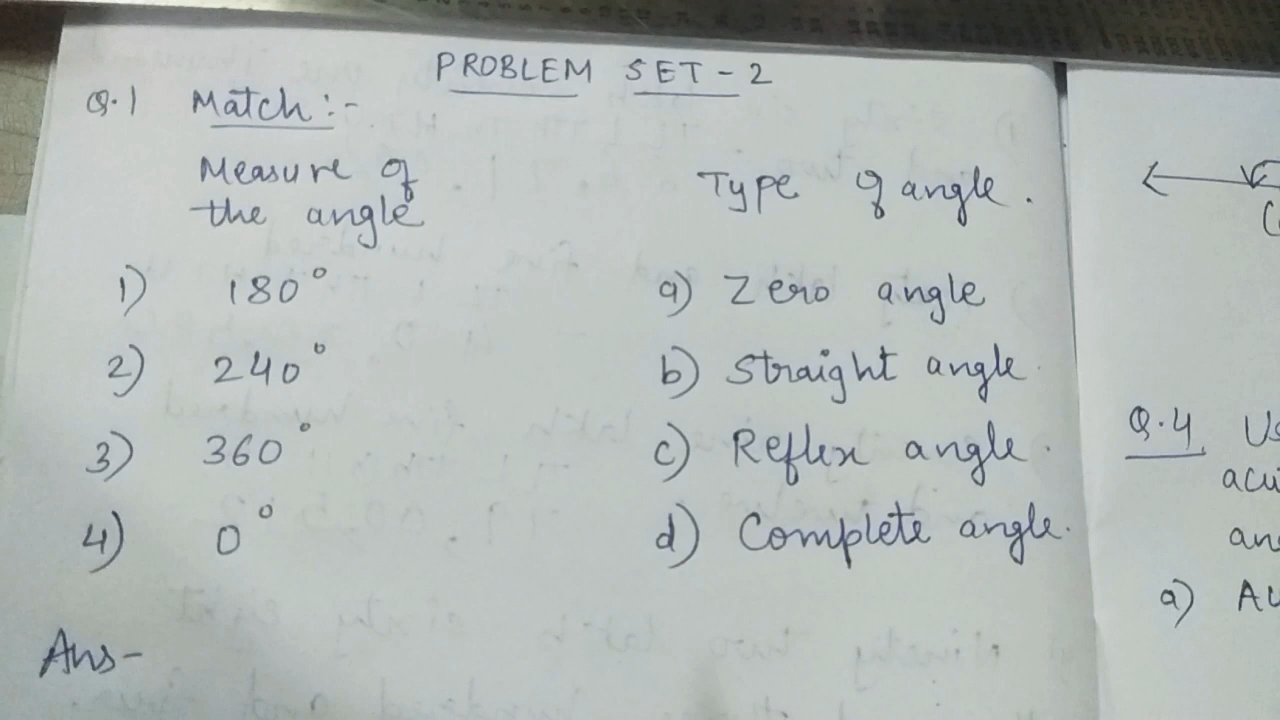 PROBLEM SET - 2
Q.1 Match :-
Measure of the angle
Type of angle.
1) 180° a) Zero angle
2) 240° b) Straight angle.
3) 360° c) Reflex angle.
4) 0° d) Complete angle.
Ans-
Q.4
a)